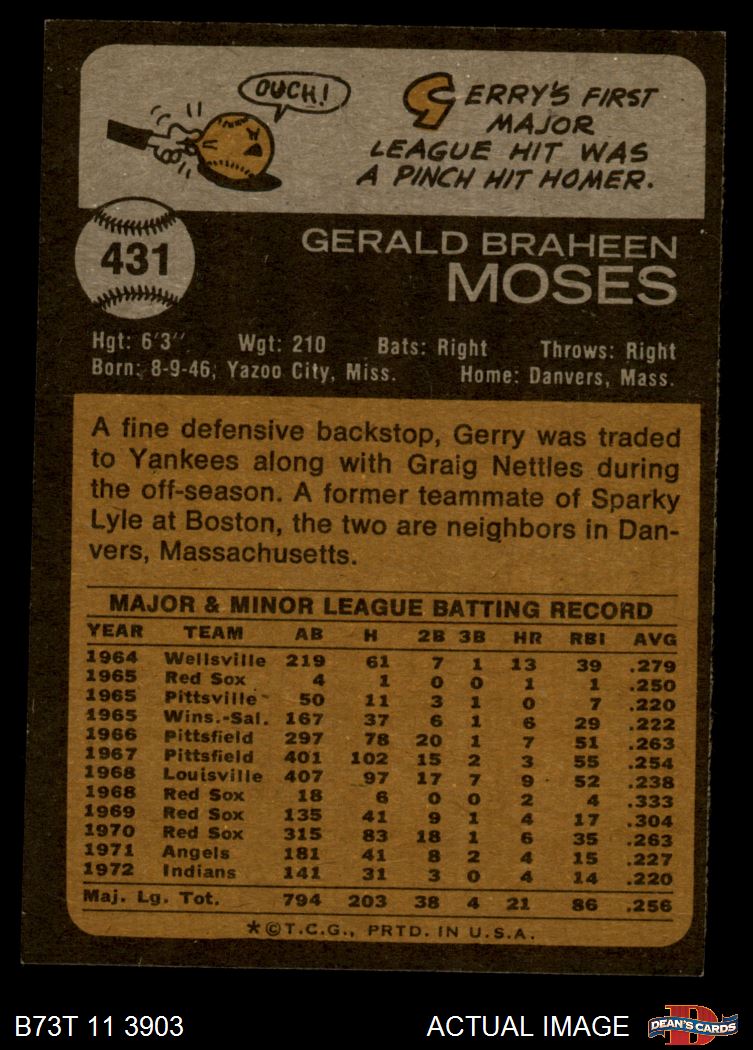 OUCH!
GERRY'S FIRST
MAJOR
LEAGUE HIT WAS
A PINCH HIT HOMER.
431
GERALD BRAHEEN
MOSES
Hgt: 6'3" Wgt: 210 Bats: Right Throws: Right
Born: 8-9-46, Yazoo City, Miss. Home: Danvers, Mass.
A fine defensive backstop, Gerry was traded
to Yankees along with Graig Nettles during
the off-season. A former teammate of Sparky
Lyle at Boston, the two are neighbors in Dan-
vers, Massachusetts.
MAJOR & MINOR LEAGUE BATTING RECORD
YEAR TEAM AB H 2B 3B HR RBI AVG
1964 Wellsville 219 61 7 1 13 39 .279
1965 Red Sox 4 1 0 0 1 1 .250
1965 Pittsville 50 11 3 1 0 7 .220
1965 Wins.-Sal. 167 37 6 1 6 29 .222
1966 Pittsfield 297 78 20 1 7 51 .263
1967 Pittsfield 401 102 15 2 3 55 .254
1968 Louisville 407 97 17 7 9 52 .238
1968 Red Sox 18 6 0 0 2 4 .333
1969 Red Sox 135 41 9 1 4 17 .304
1970 Red Sox 315 83 18 1 6 35 .263
1971 Angels 181 41 8 2 4 15 .227
1972 Indians 141 31 3 0 4 14 .220
Maj. Lg. Tot. 794 203 38 4 21 86 .256
*©T.C.G., PRTD. IN U.S.A.
B73T 11 3903 ACTUAL IMAGE DEAN'S CARDS